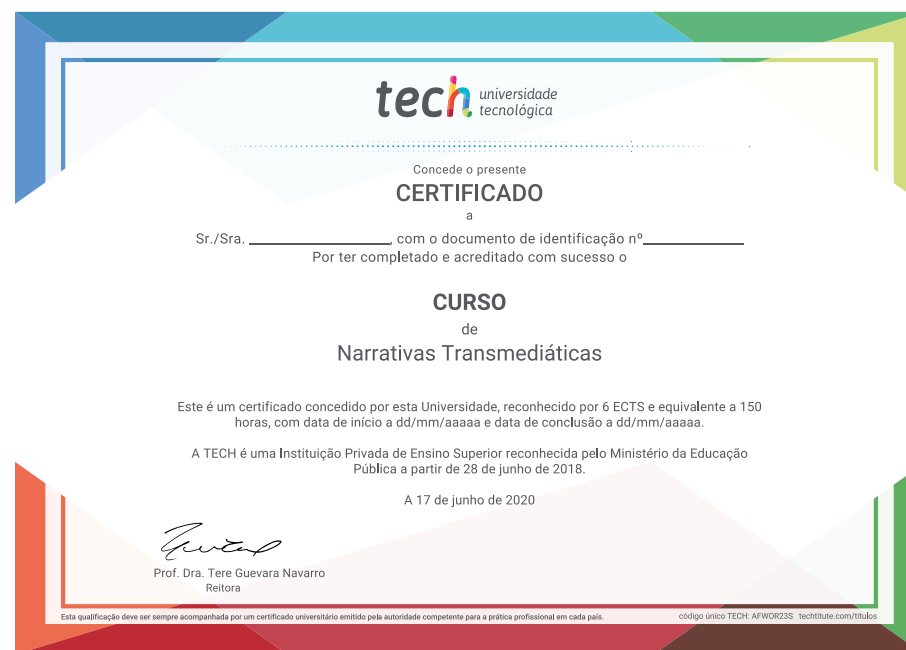 tech universidade
tecnológica
Concede o presente
CERTIFICADO
a
Sr./Sra. ____________________, com o documento de identificação nº______________
Por ter completado e acreditado com sucesso o
CURSO
de
Narrativas Transmediáticas
Este é um certificado concedido por esta Universidade, reconhecido por 6 ECTS e equivalente a 150
horas, com data de início a dd/mm/aaaaa e data de conclusão a dd/mm/aaaaa.
A TECH é uma Instituição Privada de Ensino Superior reconhecida pelo Ministério da Educação
Pública a partir de 28 de junho de 2018.
A 17 de junho de 2020
Prof. Dra. Tere Guevara Navarro
Reitora
Esta qualificação deve ser sempre acompanhada por um certificado universitário emitido pela autoridade competente para a prática profissional em cada país.
código único TECH: AFWOR23S techtitute.com/títulos